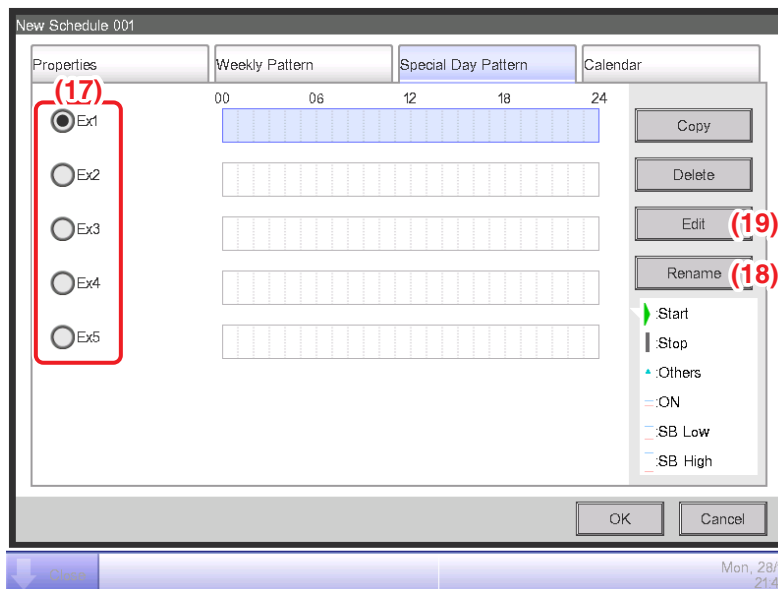 New Schedule 001
Properties
Weekly Pattern
Special Day Pattern
Calendar
(17)
00 06 12 18 24
Ex1
Copy
Ex2
Delete
Ex3
Edit (19)
Ex4
Rename (18)
Ex5
:Start
:Stop
:Others
:ON
:SB Low
:SB High
OK
Cancel
Mon, 28/
21:4